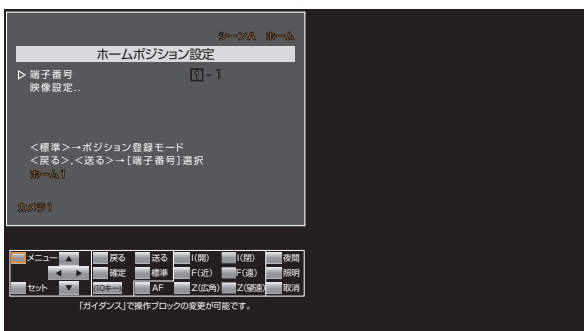 シーンA ホーム
ホームポジション設定
▷ 端子番号 1 - 1
映像設定..
<標準>→ポジション登録モード
<戻る>.<送る>→[端子番号]選択
ホーム1
カメラ1
メニュー ▲ 戻る 送る I(開) I(閉) 夜間
◀ ▶ 確定 標準 F(近) F(遠) 照明
セット ▼ (10キー) AF Z(広角) Z(望遠) 取消
「ガイダンス」で操作ブロックの変更が可能です。